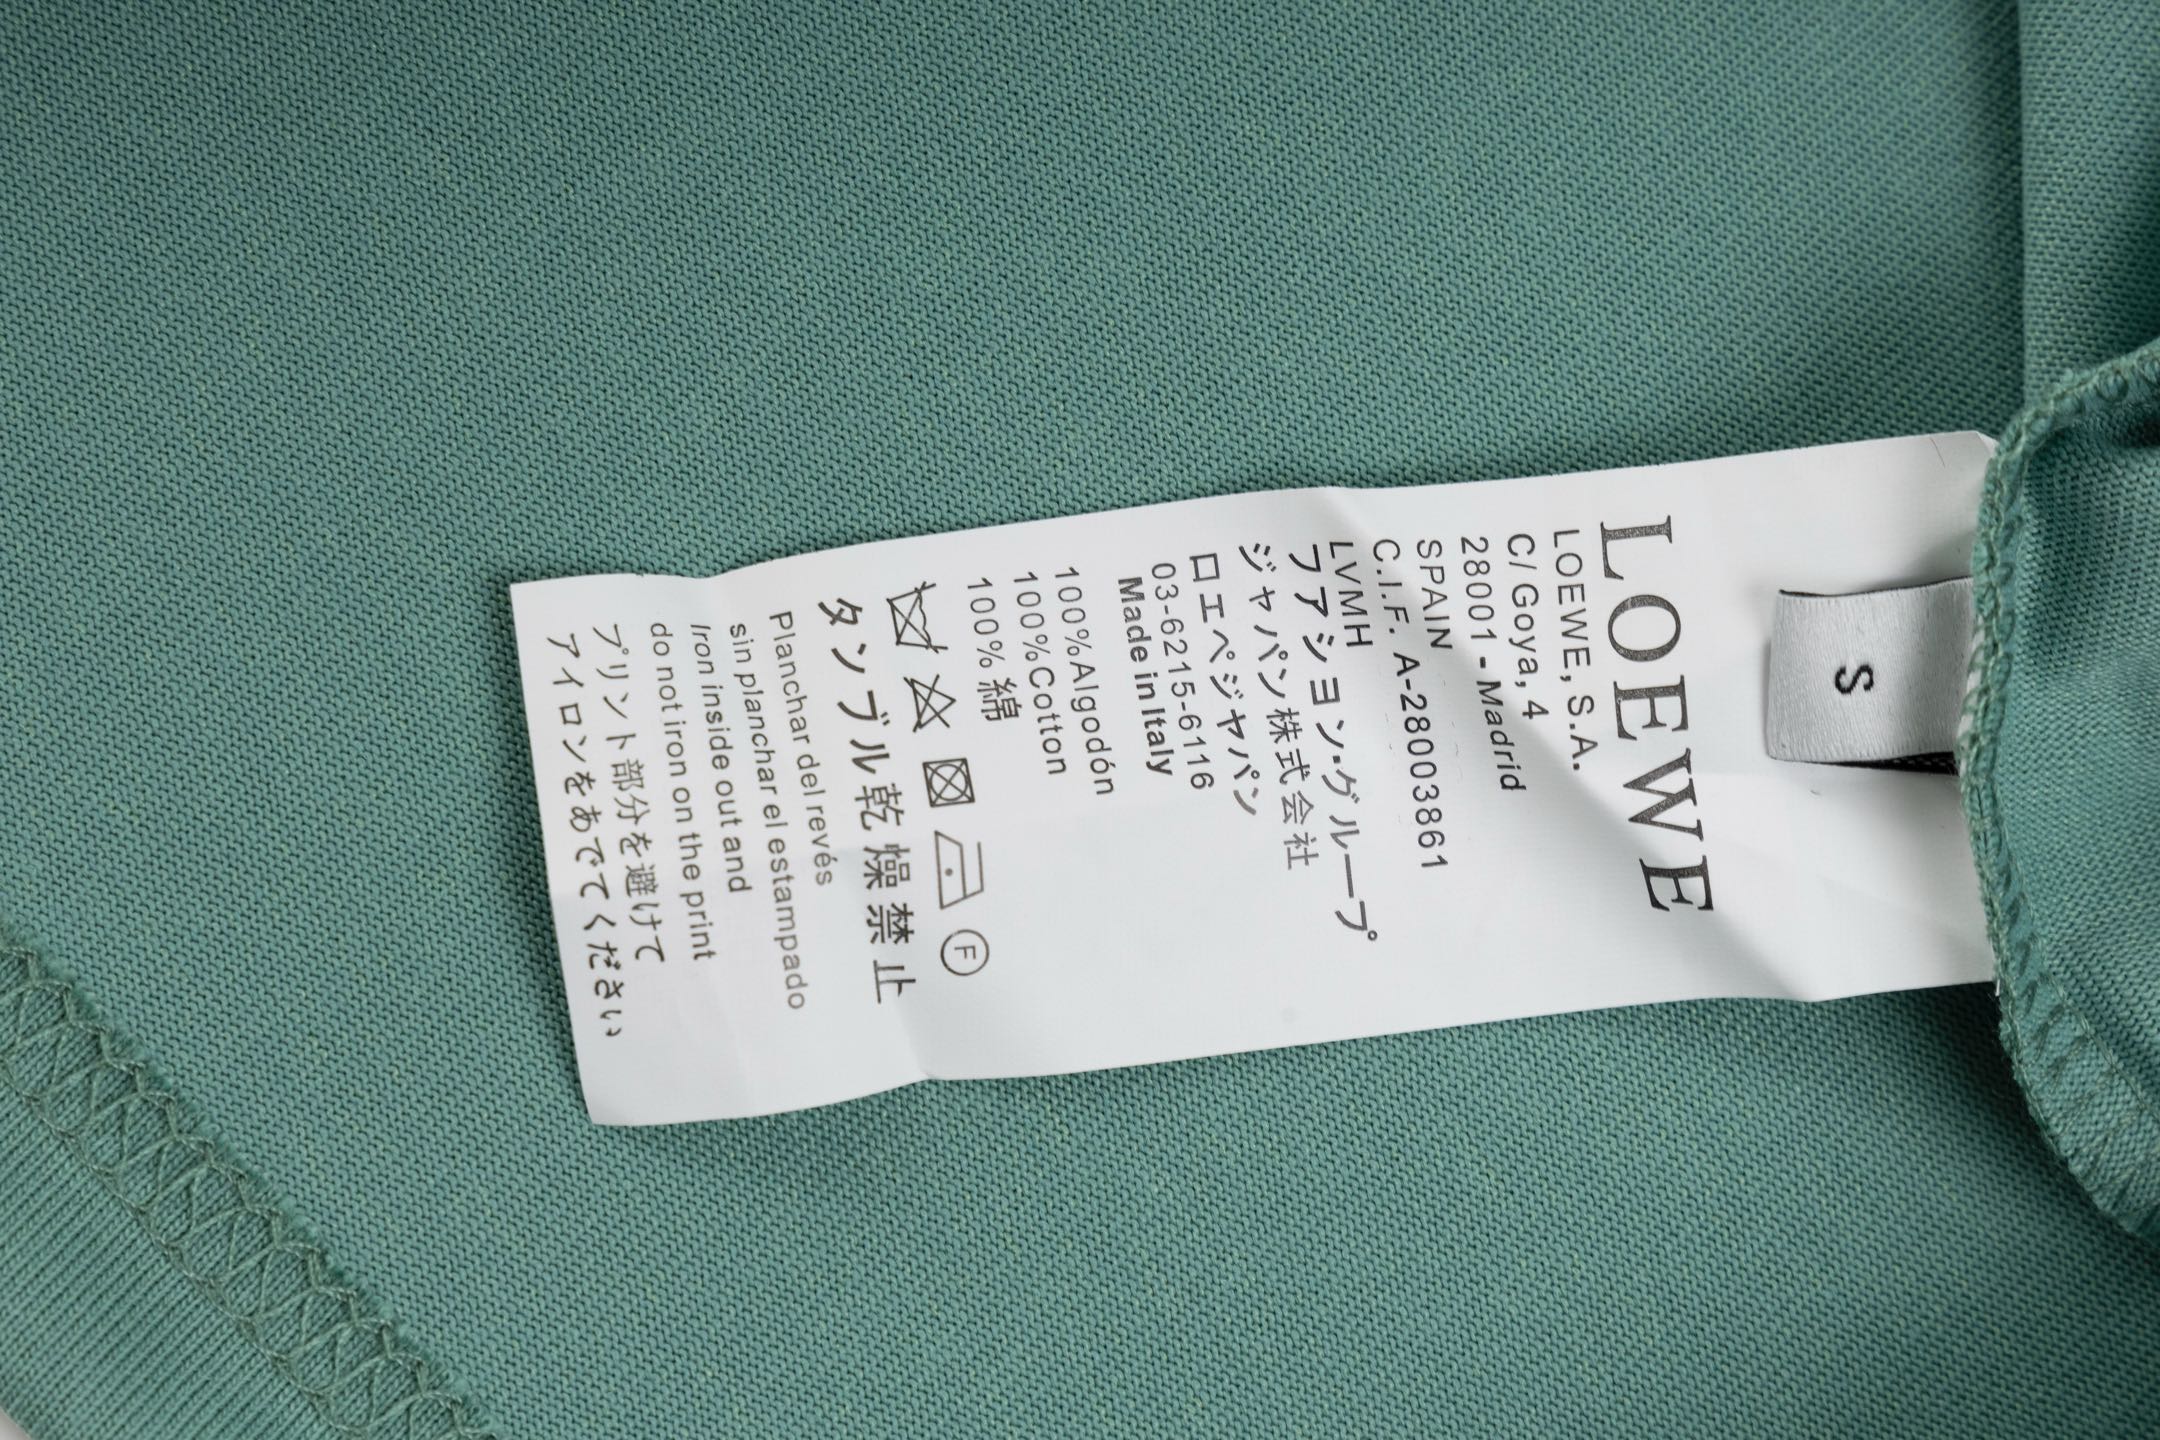 S
LOEWE
LOEWE, S.A.
C/ Goya, 4
28001 - Madrid
SPAIN
C.I.F. A-28003861
LVMH
ファション･グループ
ジャパン株式会社
ロェペジャパン
03-6215-6116
Made in Italy
100%Algodón
100%Cotton
100%綿
F
タンブル乾燥禁止
Planchar del revés
sin planchar el estampado
Iron inside out and
do not iron on the print
プリント部分を避けて
アイロンをあでてください